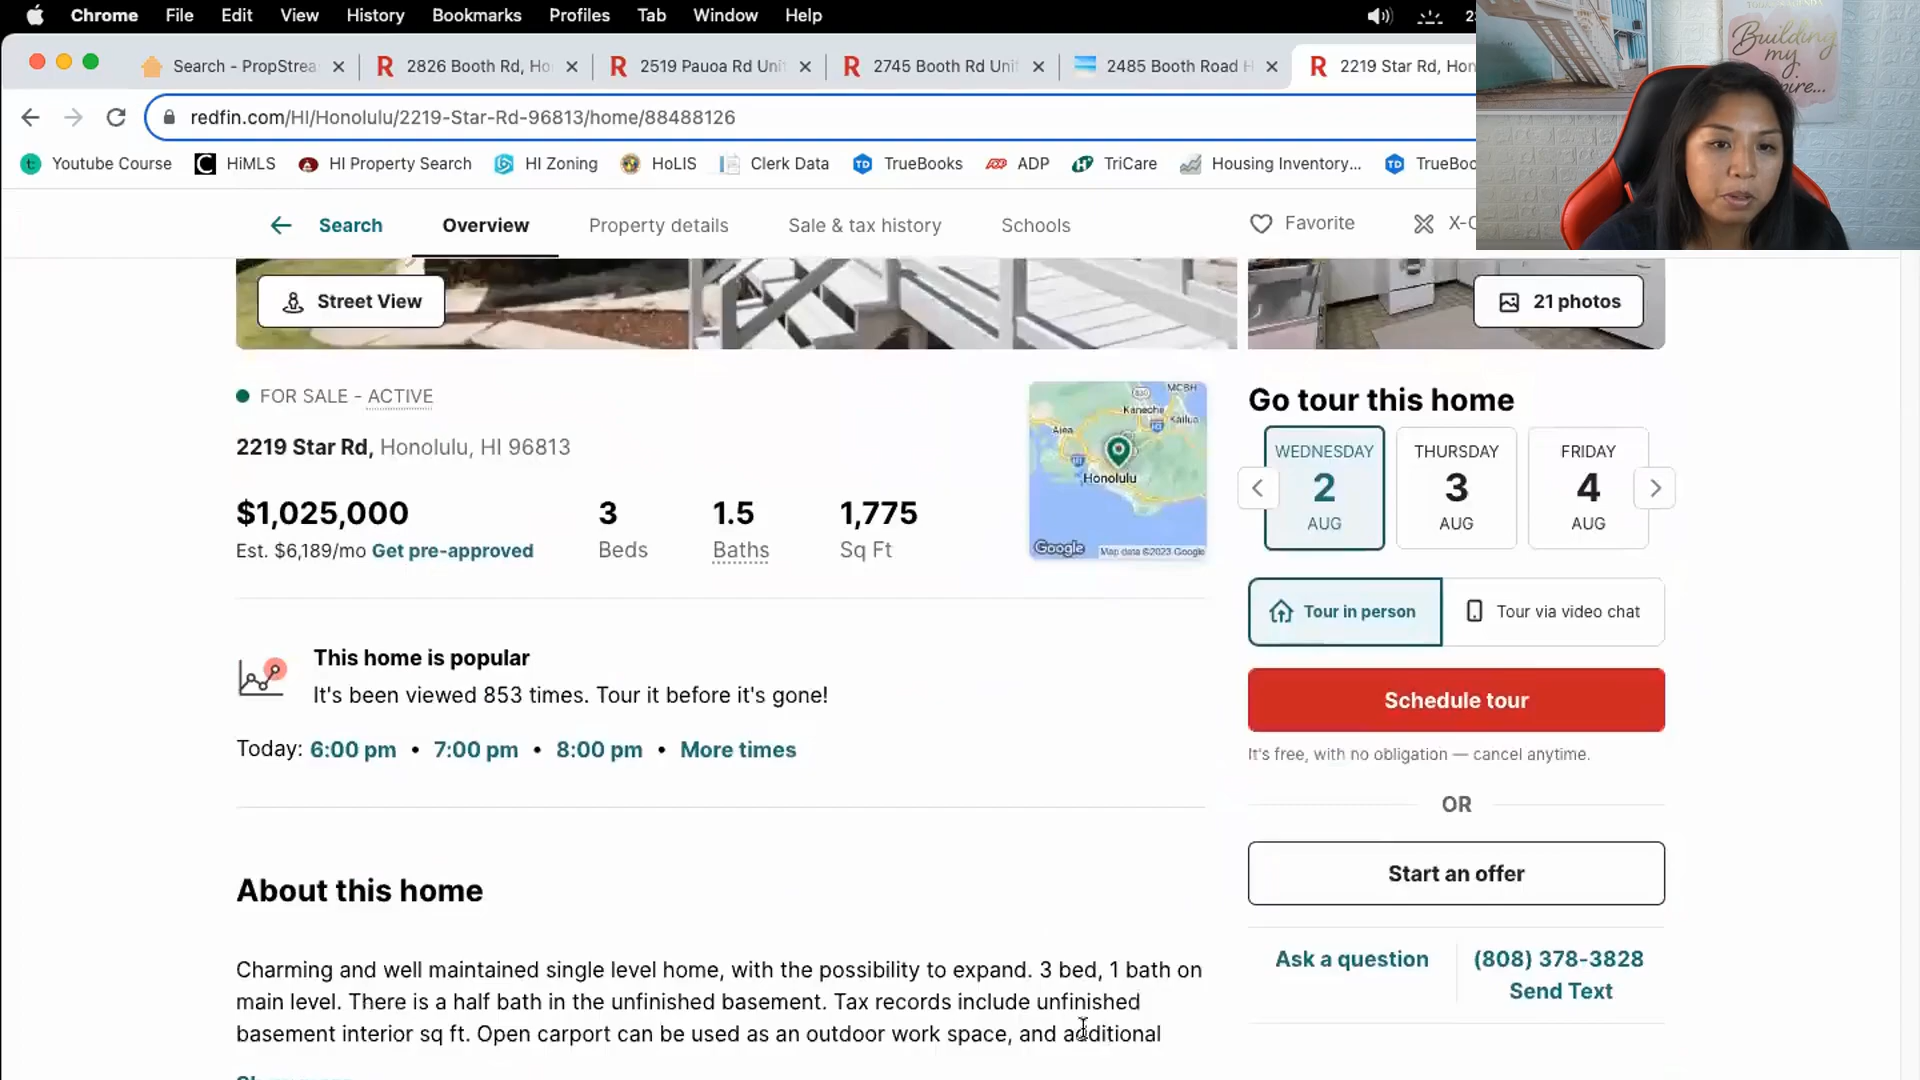 Chrome File Edit View History Bookmarks Profiles Tab Window Help
Search - PropStrea
2826 Booth Rd, Ho
2519 Pauoa Rd Uni
2745 Booth Rd Uni
2485 Booth Road H
2219 Star Rd, Hon
redfin.com/HI/Honolulu/2219-Star-Rd-96813/home/88488126
Youtube Course HiMLS HI Property Search HI Zoning HoLIS Clerk Data TrueBooks ADP TriCare Housing Inventory... TrueBoo
Building
my
Search Overview Property details Sale & tax history Schools Favorite
Street View
21 photos
FOR SALE - ACTIVE
2219 Star Rd, Honolulu, HI 96813
$1,025,000
Est. $6,189/mo Get pre-approved
3
Beds
1.5
Baths
1,775
Sq Ft
MCBH
Kaneohe
Kailua
Aiea
Honolulu
Google Map data ©2023 Google
This home is popular
It's been viewed 853 times. Tour it before it's gone!
Today: 6:00 pm • 7:00 pm • 8:00 pm • More times
About this home
Charming and well maintained single level home, with the possibility to expand. 3 bed, 1 bath on
main level. There is a half bath in the unfinished basement. Tax records include unfinished
basement interior sq ft. Open carport can be used as an outdoor work space, and additional
Go tour this home
WEDNESDAY
2
AUG
THURSDAY
3
AUG
FRIDAY
4
AUG
Tour in person
Tour via video chat
Schedule tour
It's free, with no obligation — cancel anytime.
OR
Start an offer
Ask a question
(808) 378-3828
Send Text